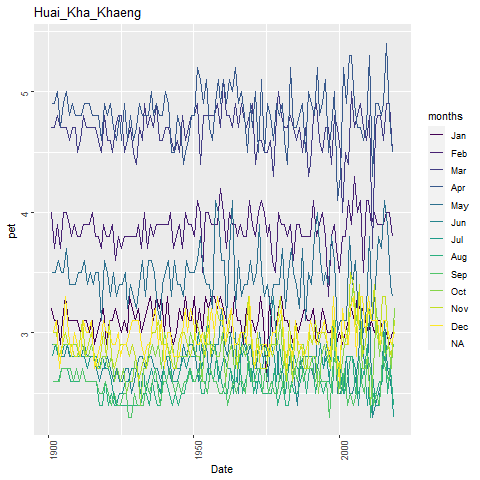 Huai_Kha_Khaeng
pet
5
4
3
1900
1950
2000
Date
months
Jan
Feb
Mar
Apr
May
Jun
Jul
Aug
Sep
Oct
Nov
Dec
NA